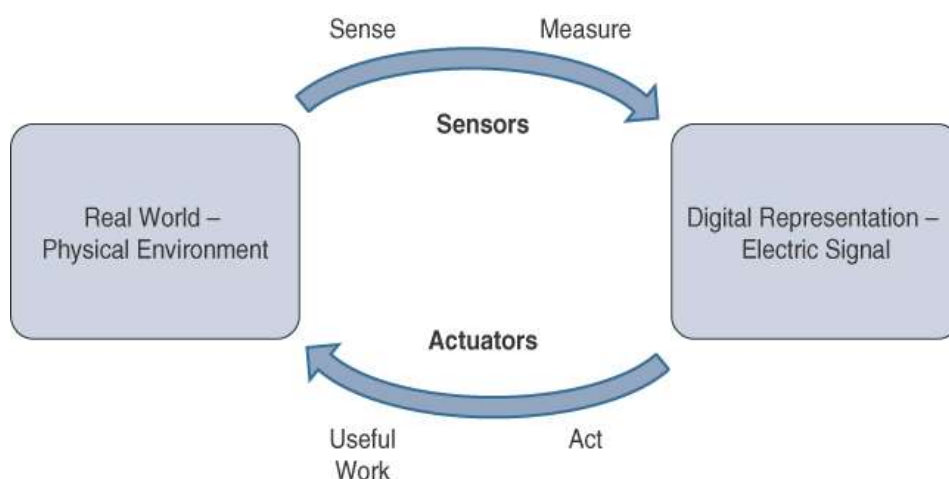 Sense
Measure
Sensors
Real World –
Physical Environment
Digital Representation –
Electric Signal
Actuators
Useful
Work
Act